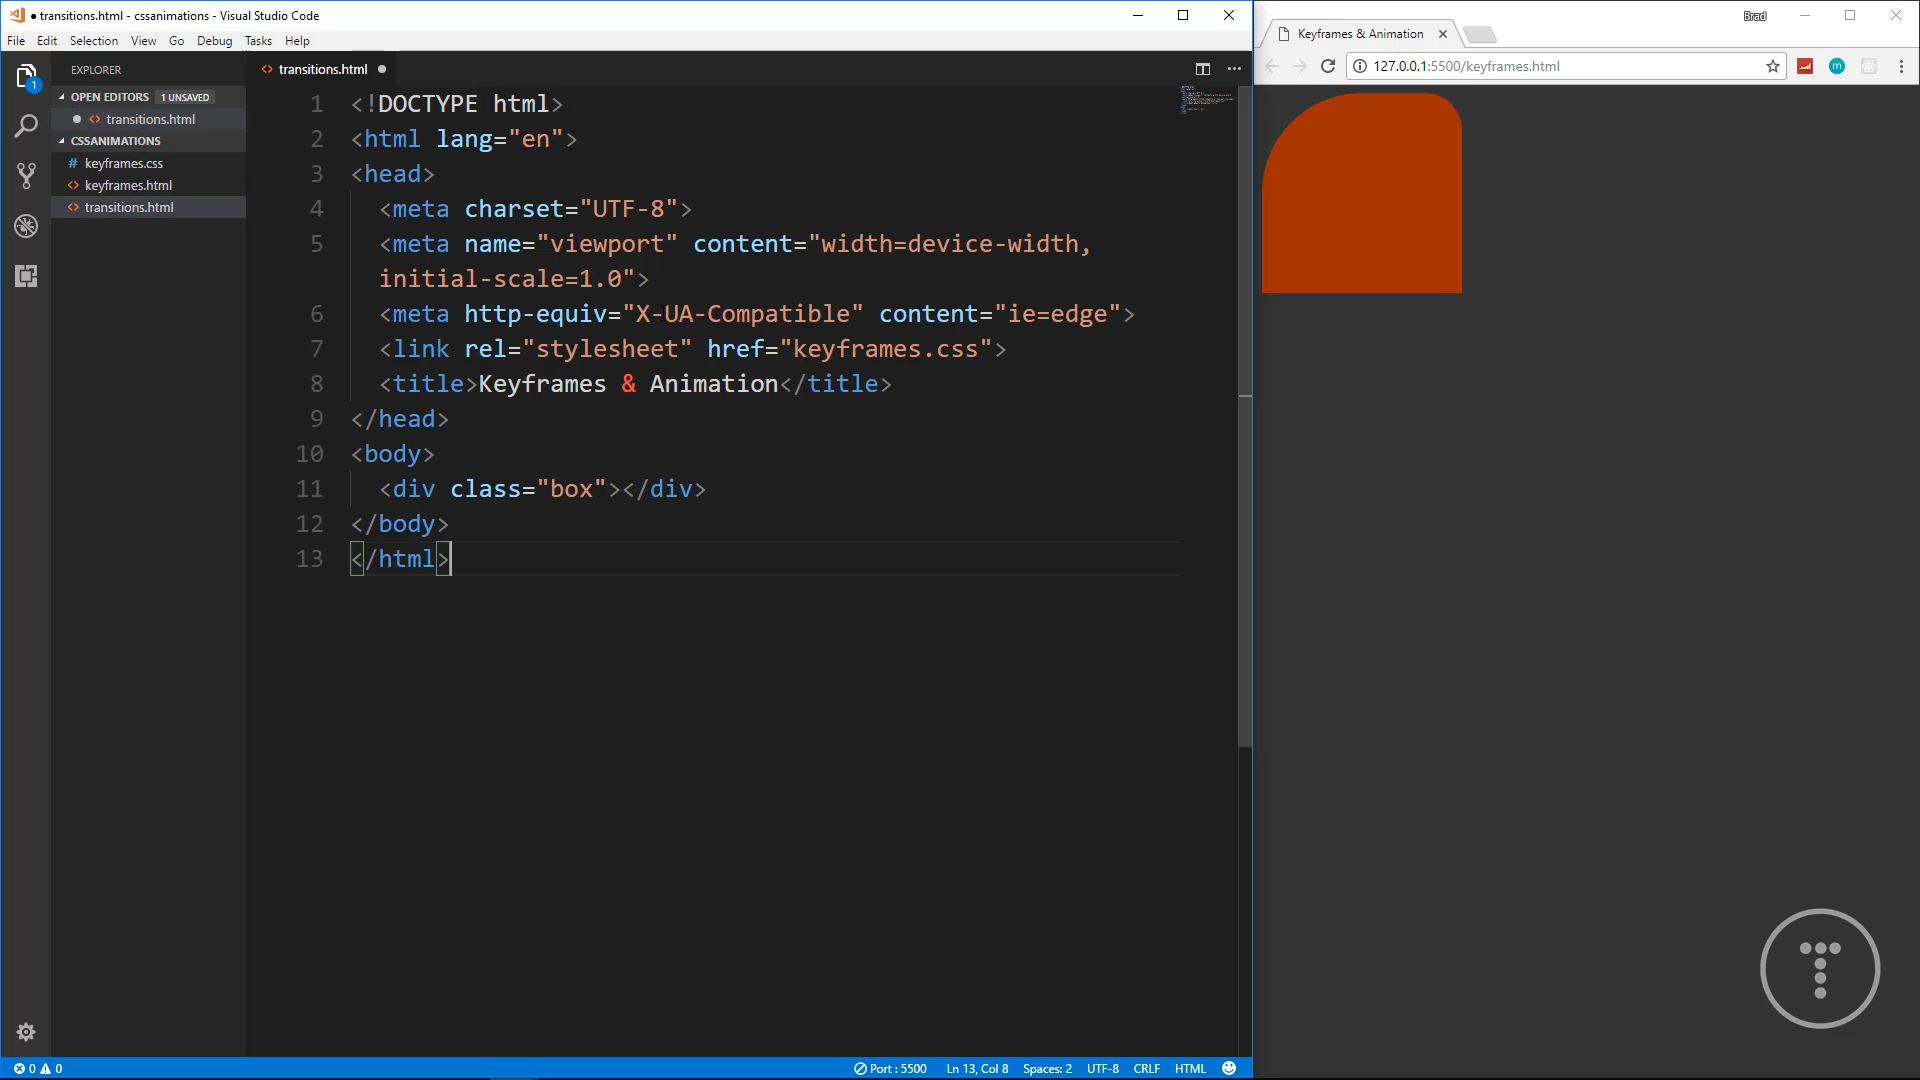 ● transitions.html - cssanimations - Visual Studio Code
File Edit Selection View Go Debug Tasks Help
EXPLORER
OPEN EDITORS 1 UNSAVED
transitions.html
CSSANIMATIONS
keyframes.css
keyframes.html
transitions.html
1
transitions.html
1 <!DOCTYPE html>
2 <html lang="en">
3 <head>
4 <meta charset="UTF-8">
5 <meta name="viewport" content="width=device-width,
initial-scale=1.0">
6 <meta http-equiv="X-UA-Compatible" content="ie=edge">
7 <link rel="stylesheet" href="keyframes.css">
8 <title>Keyframes & Animation</title>
9 </head>
10 <body>
11 <div class="box"></div>
12 </body>
13 </html>
0 0
Port : 5500 Ln 13, Col 8 Spaces: 2 UTF-8 CRLF HTML
Brad
Keyframes & Animation
127.0.0.1:5500/keyframes.html
m
T